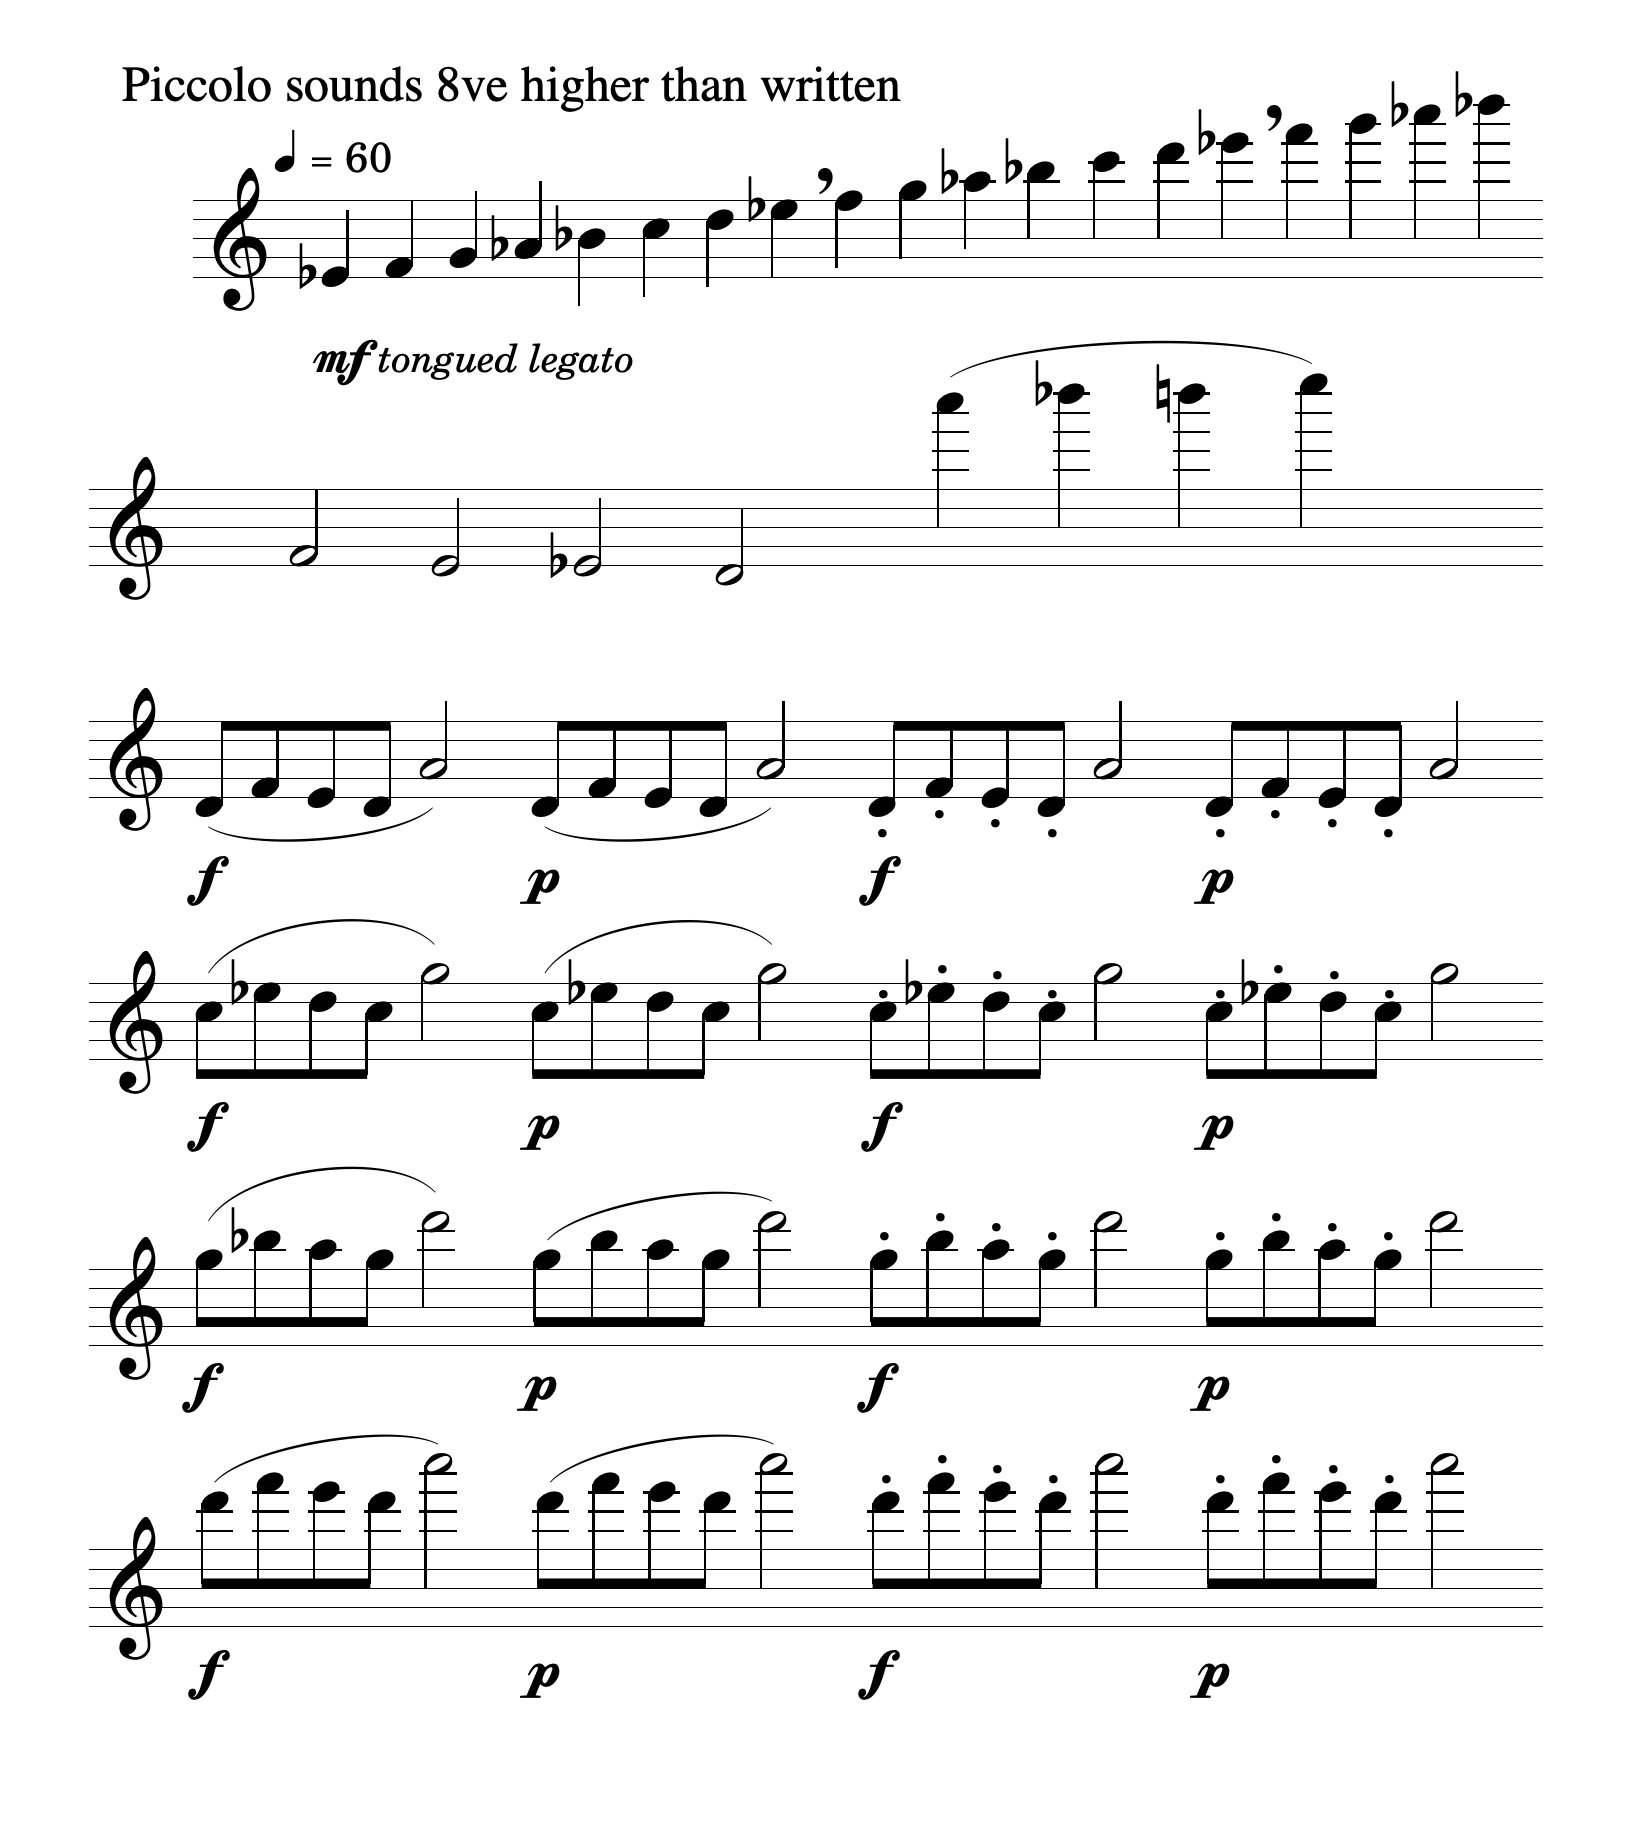 Piccolo sounds 8ve higher than written
= 60
mf tongued legato
f p f p
f p f p
f p f p
f p f p